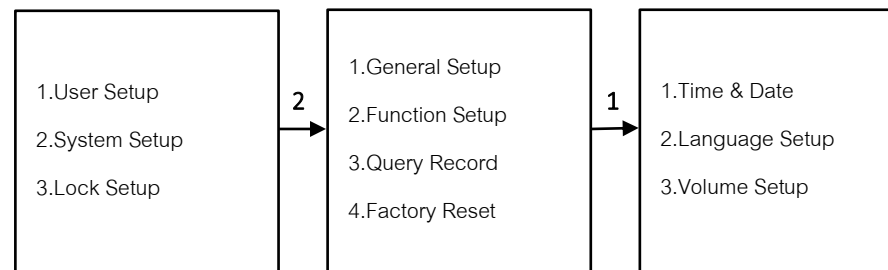 1.User Setup
2.System Setup
3.Lock Setup
2
1.General Setup
2.Function Setup
3.Query Record
4.Factory Reset
1
1.Time & Date
2.Language Setup
3.Volume Setup